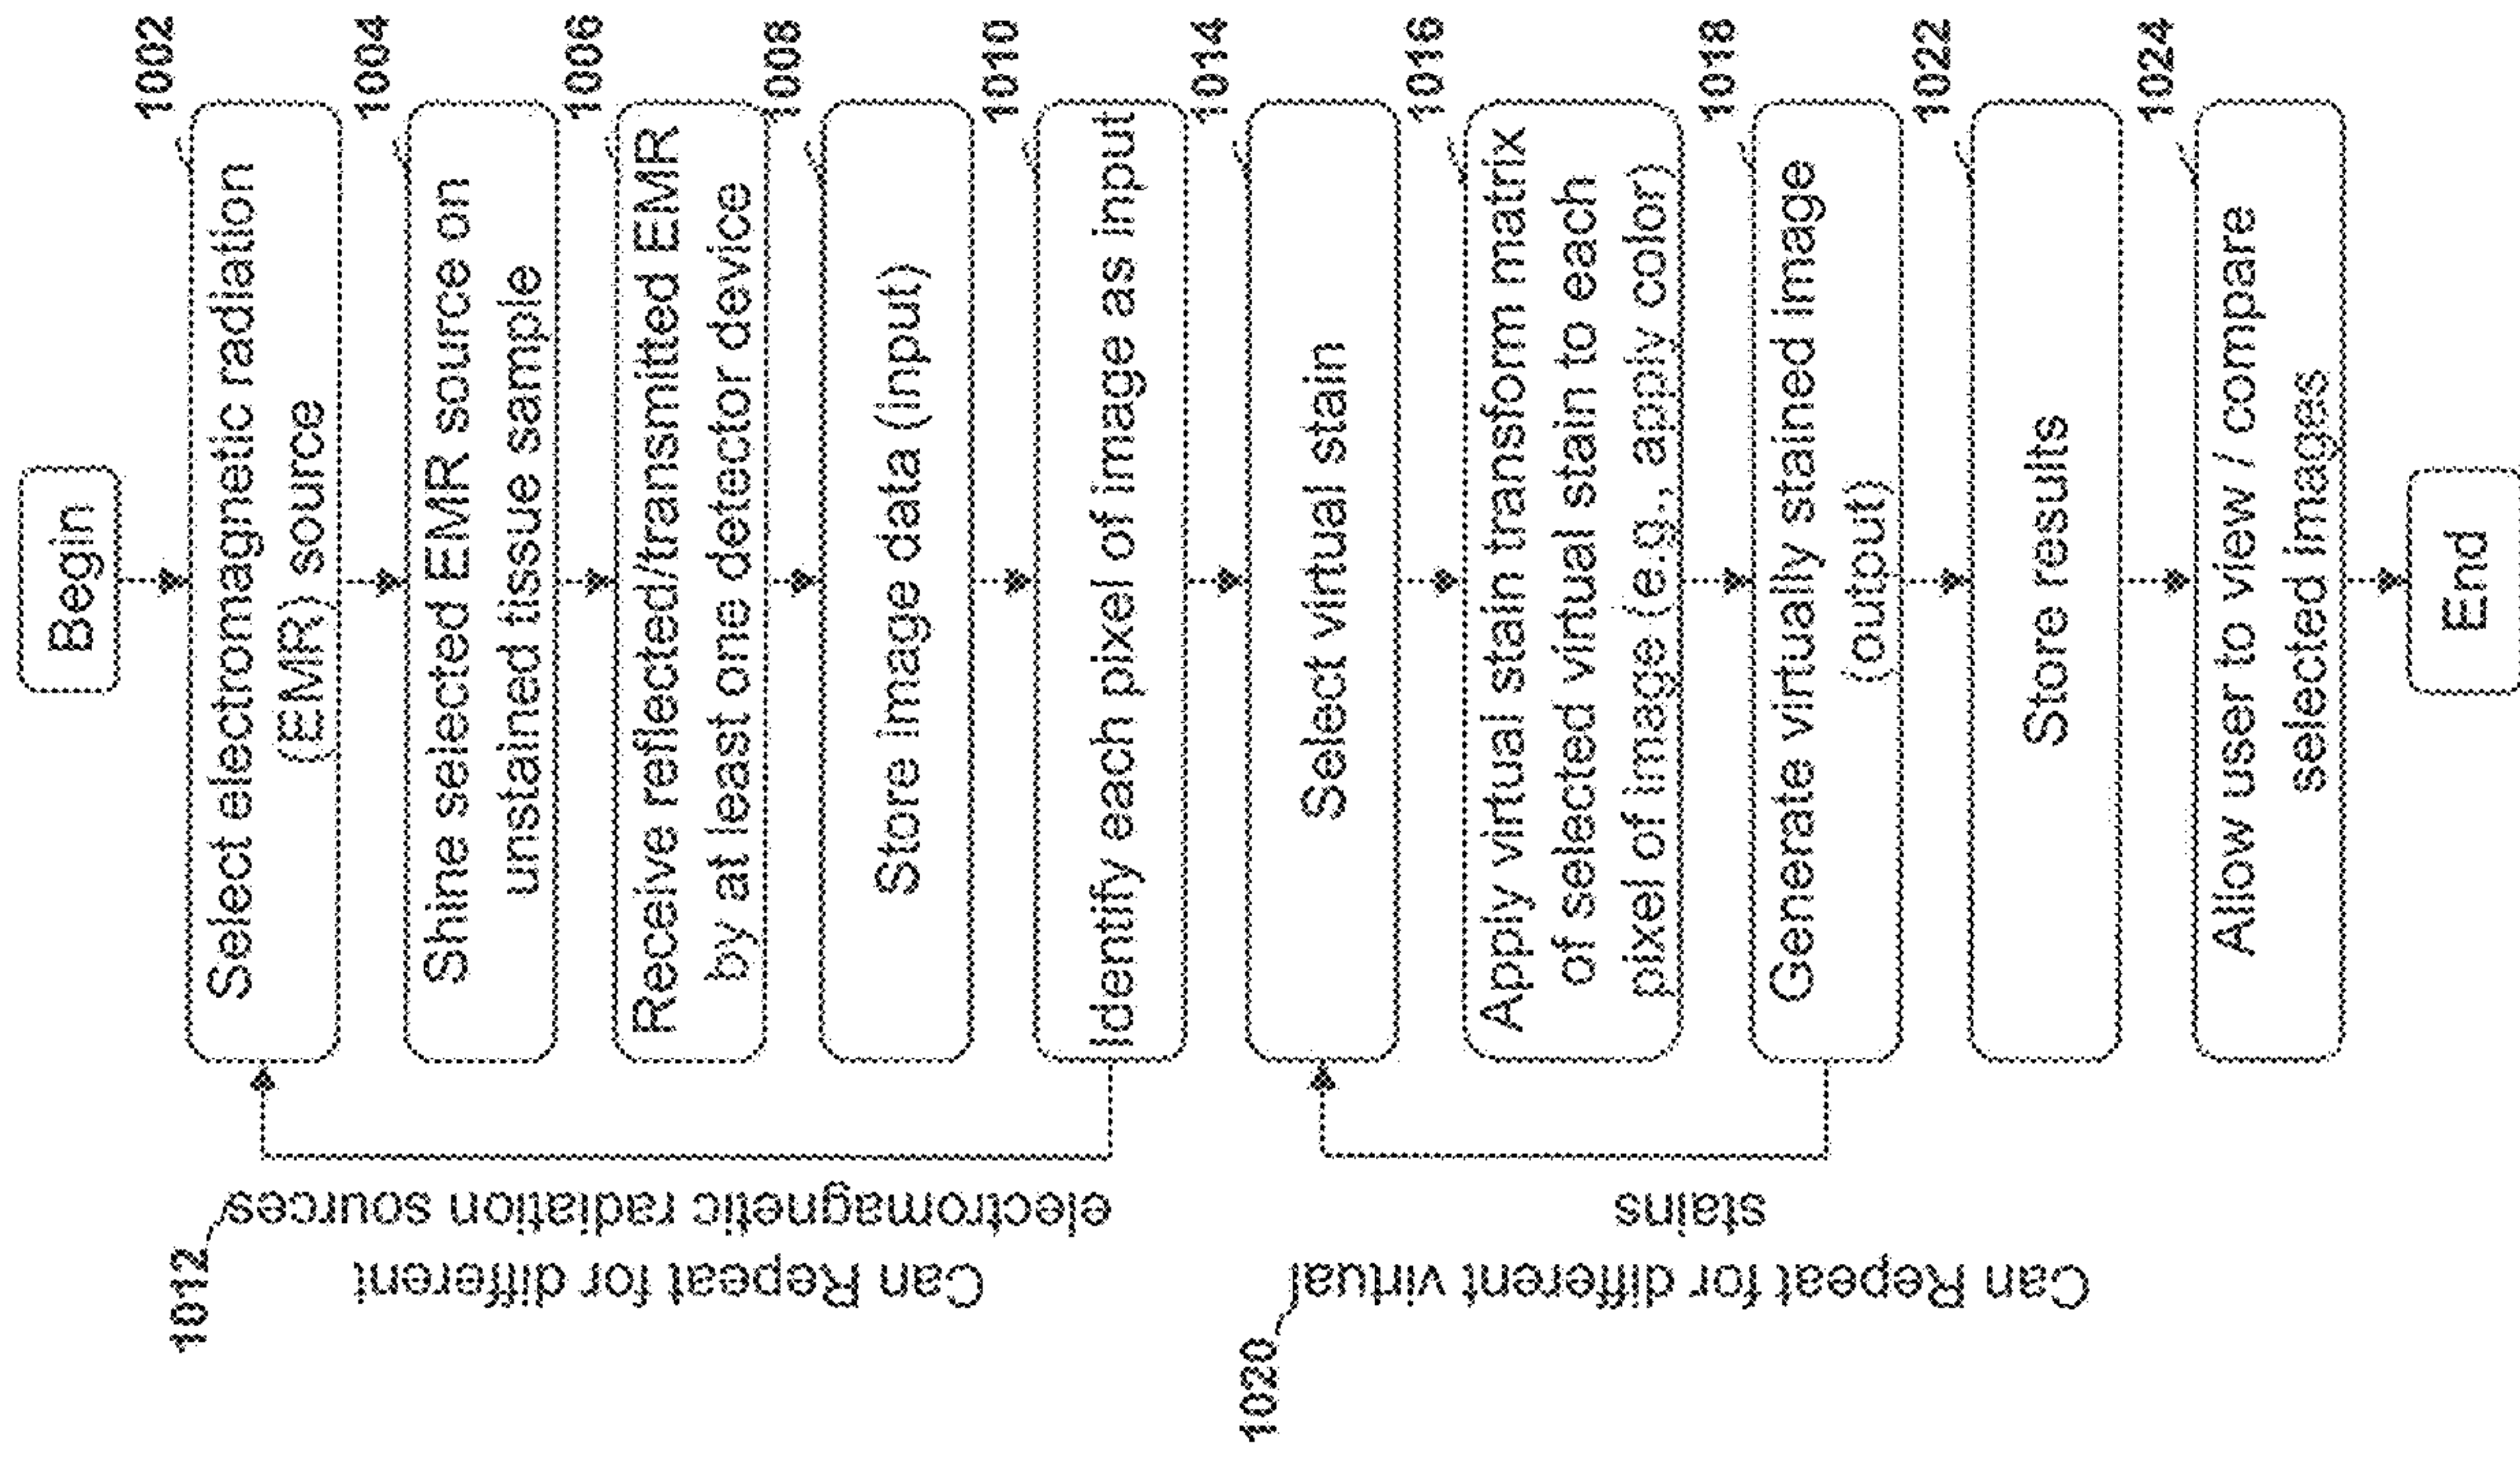 Begin
1002
Select electromagnetic radiation
(EMR) source
1004
Shine selected EMR source on
unstained tissue sample
1006
Receive reflected/transmitted EMR
by at least one detector device
1008
Store image data (input)
1010
Identify each pixel of image as input
1012
Can Repeat for different
electromagnetic radiation sources
1014
Select virtual stain
1016
Apply virtual stain transform matrix
of selected virtual stain to each
pixel of image (e.g., apply color)
1018
Generate virtually stained image
(output)
1020
Can Repeat for different virtual
stains
1022
Store results
1024
Allow user to view / compare
selected images
End